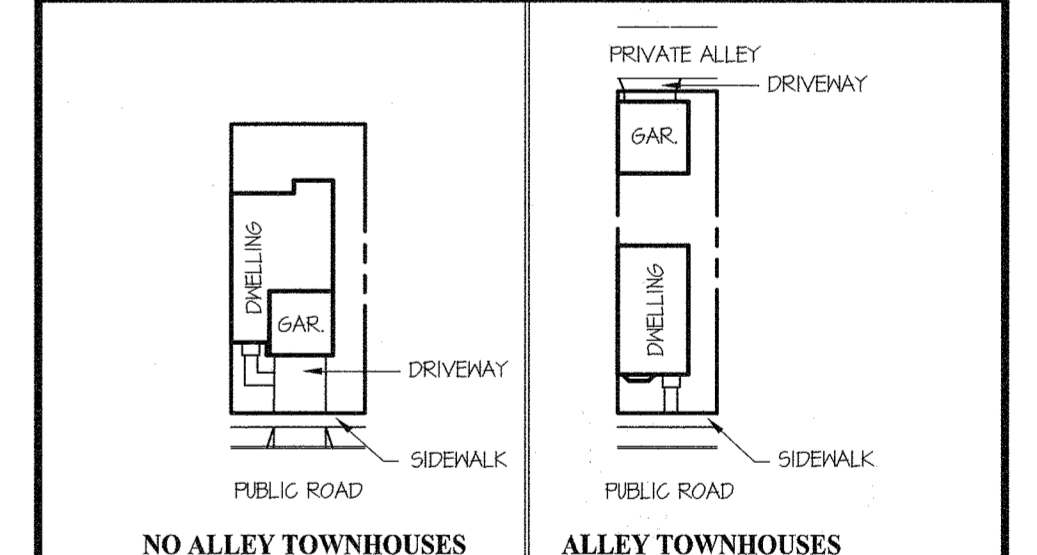 DWELLING
GAR.
DRIVEWAY
SIDEWALK
PUBLIC ROAD
NO ALLEY TOWNHOUSES
PRIVATE ALLEY
DRIVEWAY
GAR.
DWELLING
SIDEWALK
PUBLIC ROAD
ALLEY TOWNHOUSES